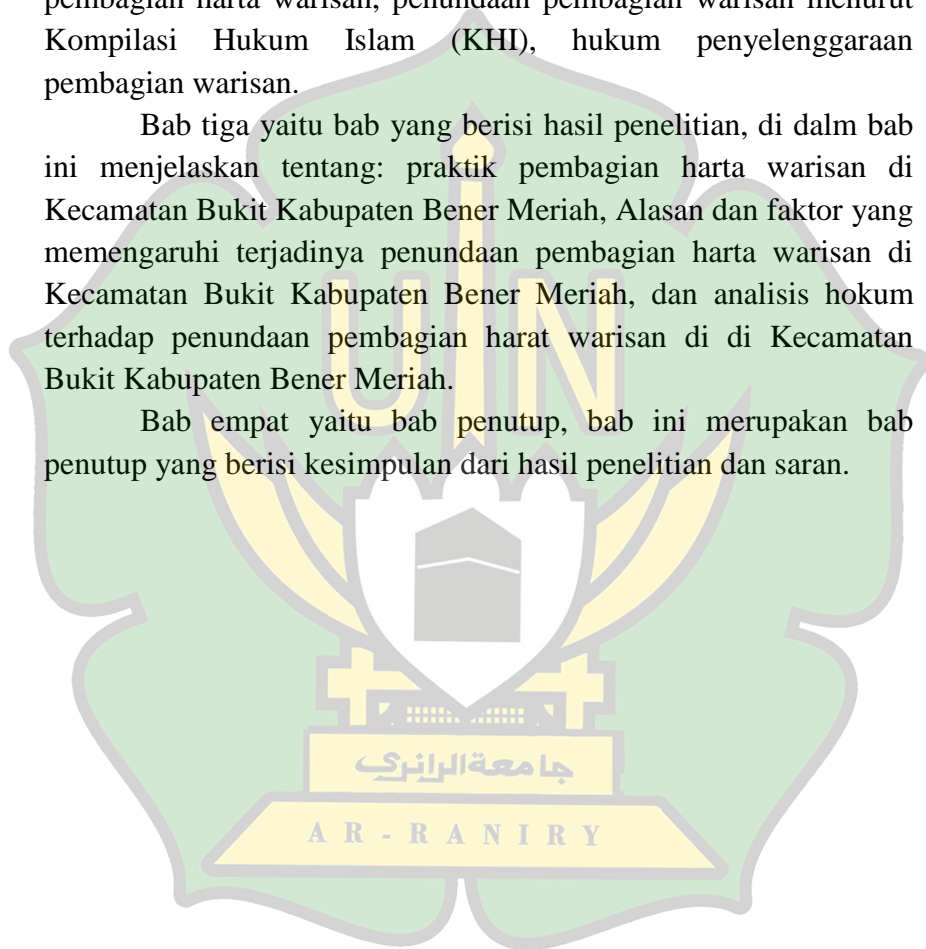 pembagian harta warisan, penundaan pembagian warisan menurut
Kompilasi Hukum Islam (KHI), hukum penyelenggaraan
pembagian warisan.
Bab tiga yaitu bab yang berisi hasil penelitian, di dalm bab
ini menjelaskan tentang: praktik pembagian harta warisan di
Kecamatan Bukit Kabupaten Bener Meriah, Alasan dan faktor yang
memengaruhi terjadinya penundaan pembagian harta warisan di
Kecamatan Bukit Kabupaten Bener Meriah, dan analisis hokum
terhadap penundaan pembagian harat warisan di di Kecamatan
Bukit Kabupaten Bener Meriah.
Bab empat yaitu bab penutup, bab ini merupakan bab
penutup yang berisi kesimpulan dari hasil penelitian dan saran.
UIN
جامعة الرانري
AR-RANIRY